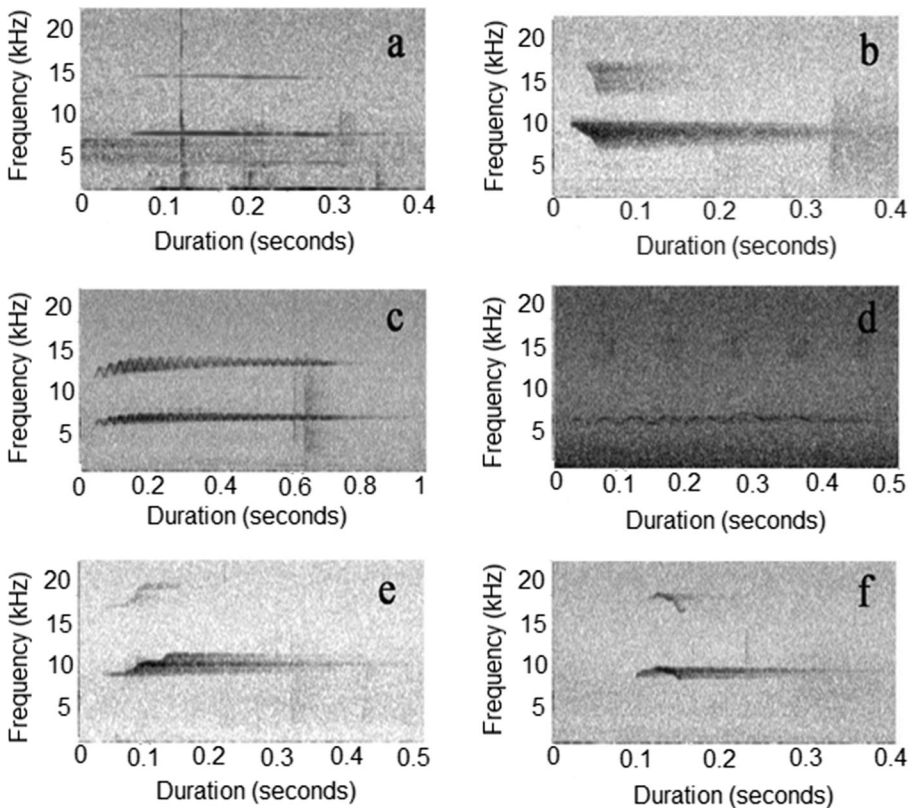 Frequency (kHz)
20
15
10
5
a
0 0.1 0.2 0.3 0.4
Duration (seconds)
Frequency (kHz)
20
15
10
5
b
0 0.1 0.2 0.3 0.4
Duration (seconds)
Frequency (kHz)
20
15
10
5
c
0 0.2 0.4 0.6 0.8 1
Duration (seconds)
Frequency (kHz)
20
15
10
5
d
0 0.1 0.2 0.3 0.4 0.5
Duration (seconds)
Frequency (kHz)
20
15
10
5
e
0 0.1 0.2 0.3 0.4 0.5
Duration (seconds)
Frequency (kHz)
20
15
10
5
f
0 0.1 0.2 0.3 0.4
Duration (seconds)